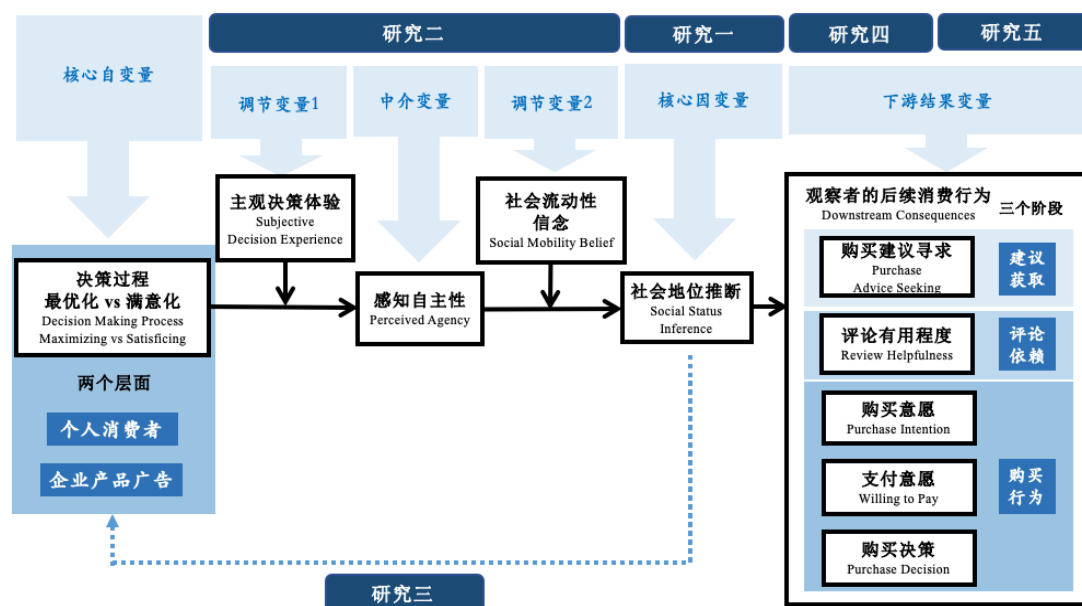 研究二
研究一
研究四
研究五
核心自变量
调节变量1
中介变量
调节变量2
核心因变量
下游结果变量
主观决策体验
Subjective
Decision Experience
社会流动性
信念
Social Mobility Belief
决策过程
最优化 vs 满意化
Decision Making Process
Maximizing vs Satisficing
感知自主性
Perceived Agency
社会地位推断
Social Status
Inference
两个层面
个人消费者
企业产品广告
观察者的后续消费行为
Downstream Consequences
三个阶段
购买建议寻求
Purchase
Advice Seeking
建议
获取
评论有用程度
Review Helpfulness
评论
依赖
购买意愿
Purchase Intention
支付意愿
Willing to Pay
购买
行为
购买决策
Purchase Decision
研究三